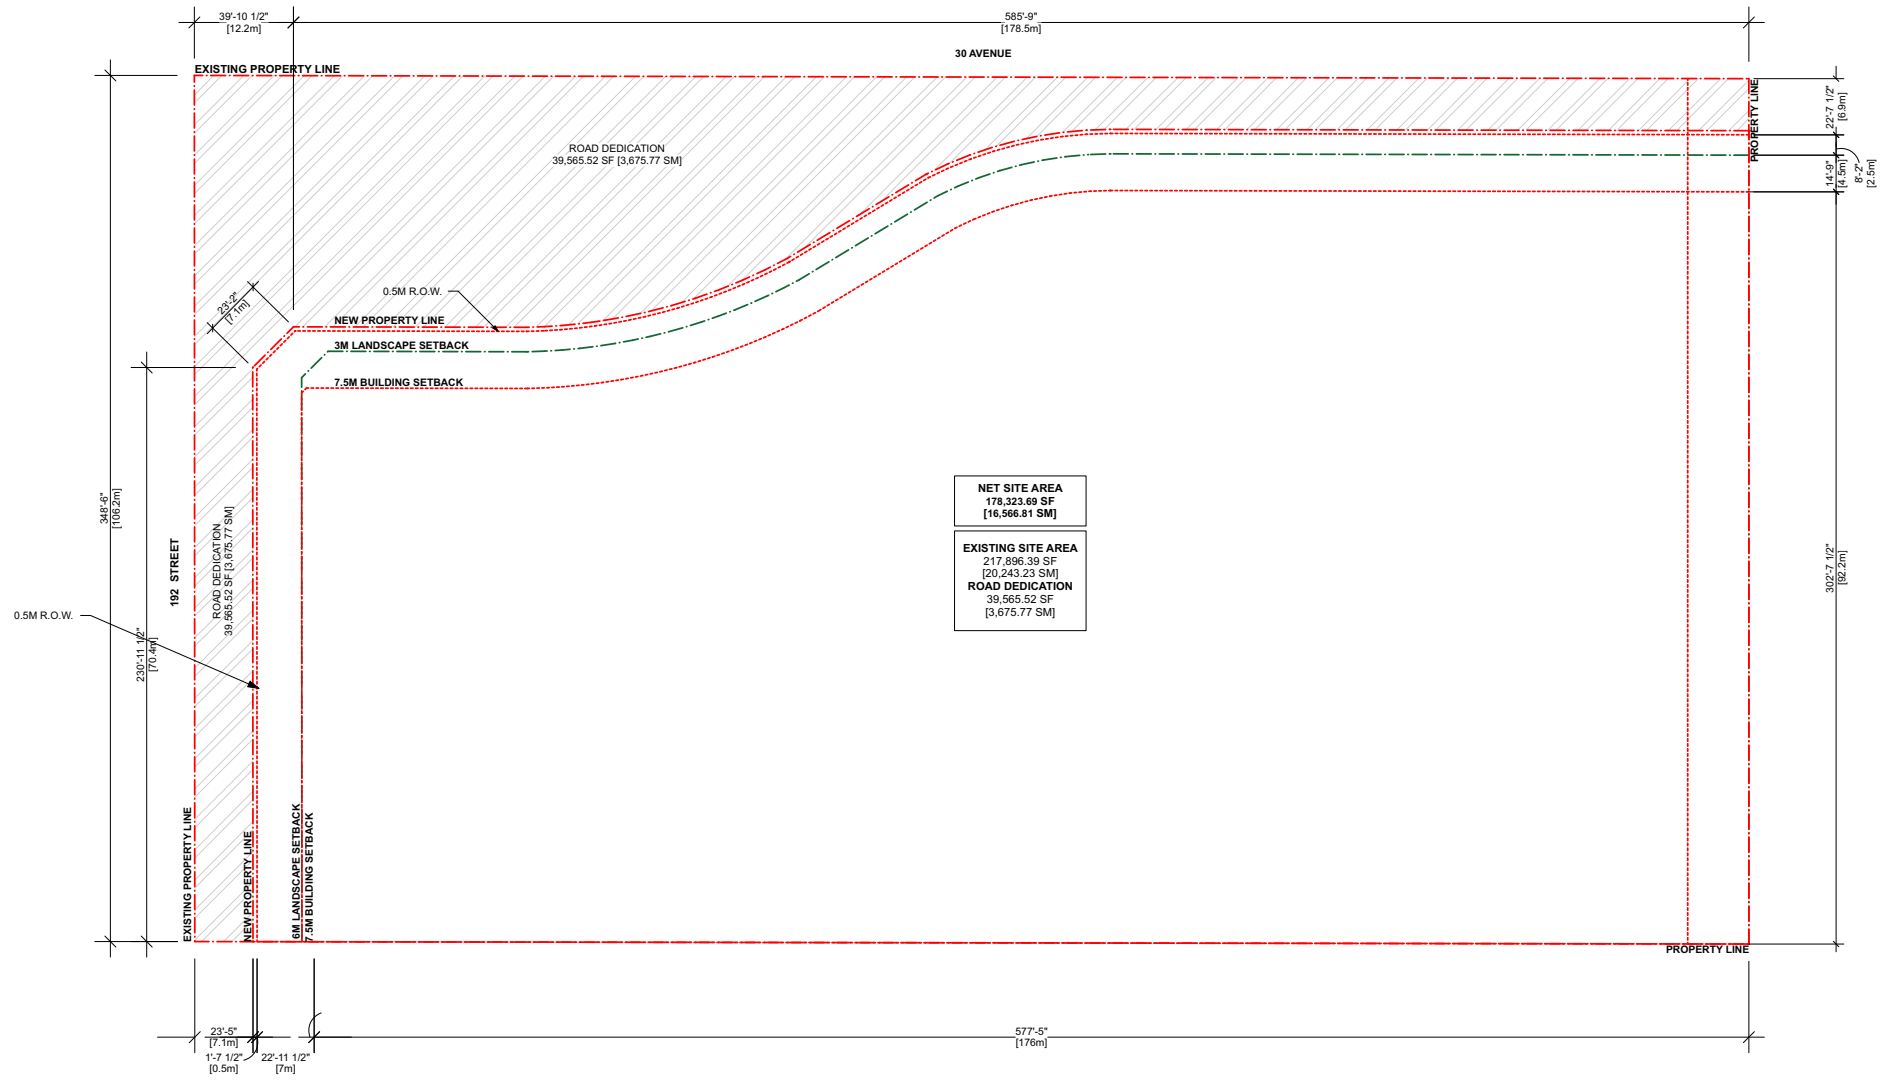 39'-10 1/2"
[12.2m]
585'-9"
[178.5m]
30 AVENUE
EXISTING PROPERTY LINE
PROPERTY LINE
22'-7 1/2"
[6.9m]
8'-2"
[2.5m]
14'-9"
[4.5m]
ROAD DEDICATION
39,565.52 SF [3,675.77 SM]
23'-2"
[7.1m]
0.5M R.O.W.
NEW PROPERTY LINE
3M LANDSCAPE SETBACK
7.5M BUILDING SETBACK
348'-6"
[106.2m]
192 STREET
ROAD DEDICATION
39,565.52 SF [3,675.77 SM]
NET SITE AREA
178,323.69 SF
[16,566.81 SM]
EXISTING SITE AREA
217,896.39 SF
[20,243.23 SM]
ROAD DEDICATION
39,565.52 SF
[3,675.77 SM]
302'-7 1/2"
[92.2m]
0.5M R.O.W.
230'-11 1/2"
[70.4m]
EXISTING PROPERTY LINE
NEW PROPERTY LINE
6M LANDSCAPE SETBACK
7.5M BUILDING SETBACK
PROPERTY LINE
23'-5"
[7.1m]
1'-7 1/2"
[0.5m]
22'-11 1/2"
[7m]
577'-5"
[176m]